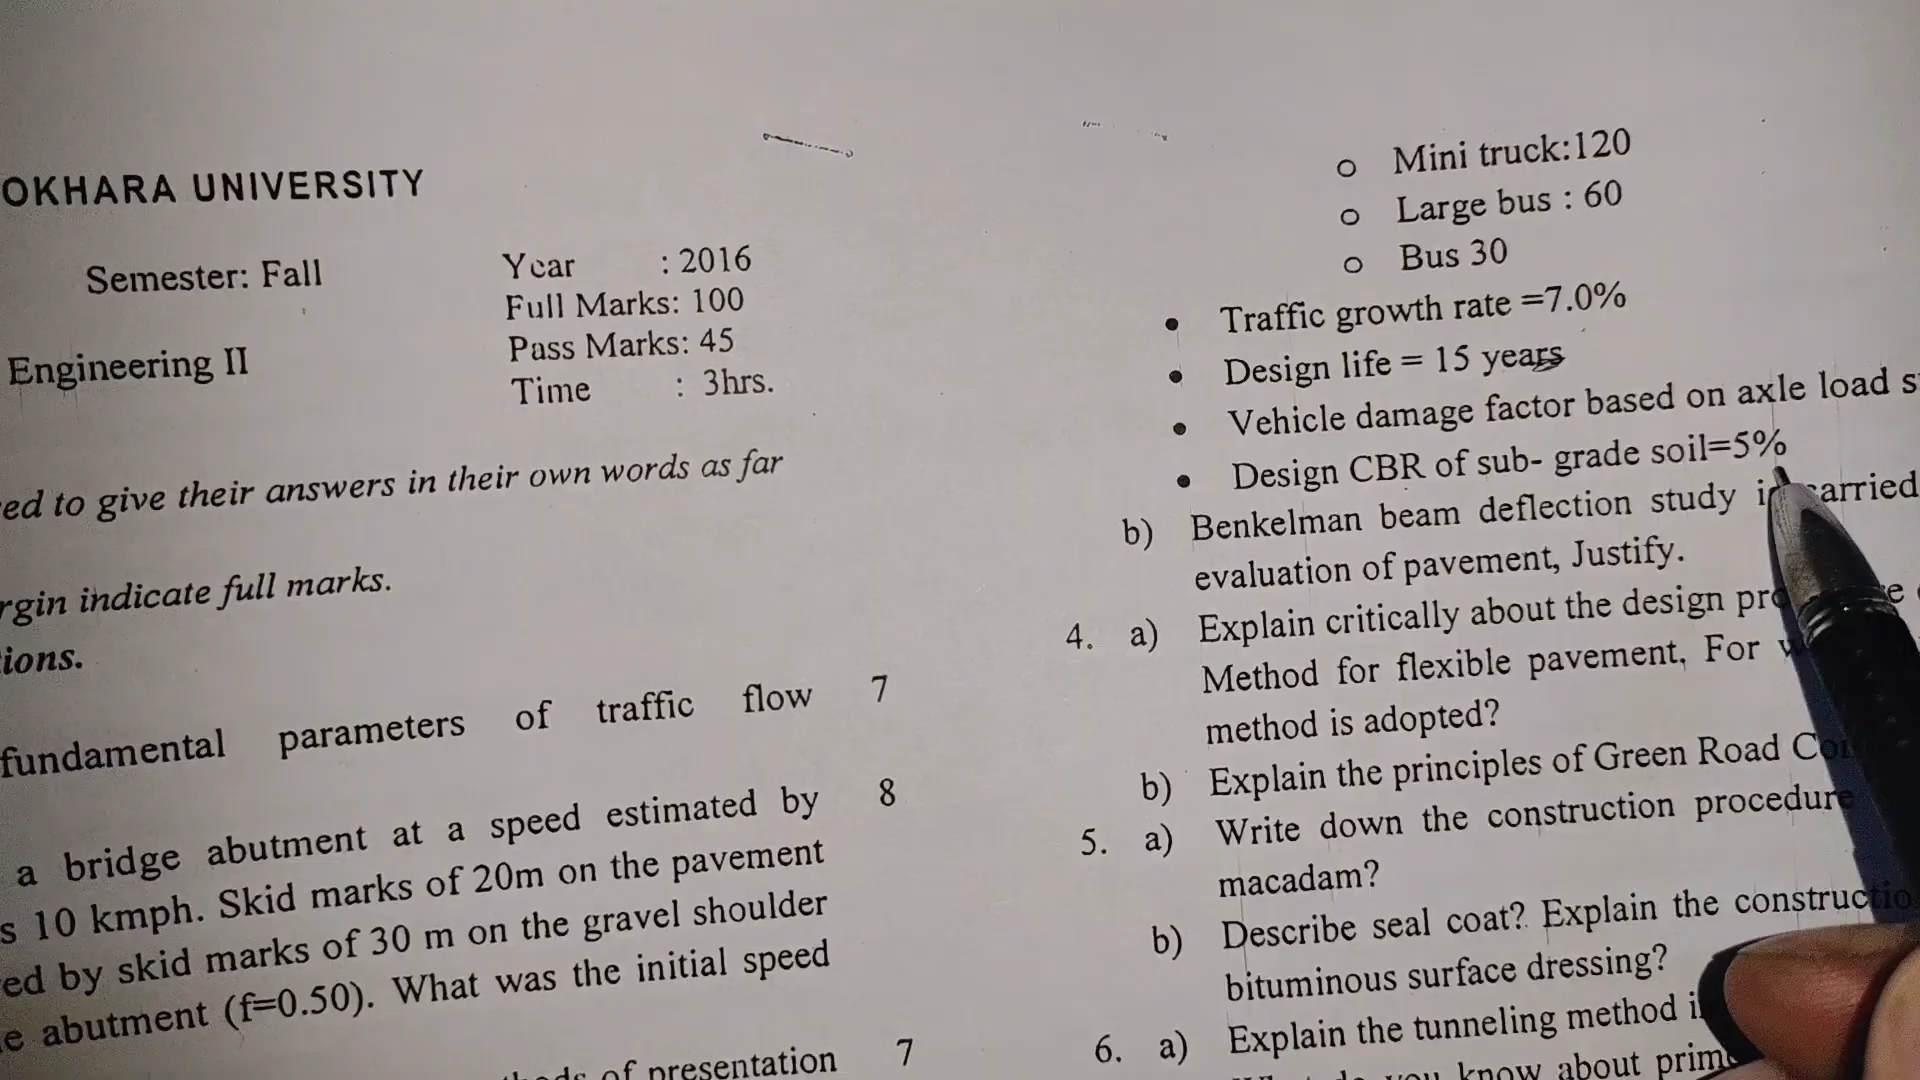 OKHARA UNIVERSITY
Semester: Fall
Year : 2016
Full Marks: 100
Engineering II
Pass Marks: 45
Time : 3hrs.
ed to give their answers in their own words as far
rgin indicate full marks.
ions.
fundamental parameters of traffic flow 7
a bridge abutment at a speed estimated by 8
s 10 kmph. Skid marks of 20m on the pavement
ed by skid marks of 30 m on the gravel shoulder
e abutment (f=0.50). What was the initial speed
of presentation 7
o Mini truck:120
o Large bus : 60
o Bus 30
• Traffic growth rate =7.0%
• Design life = 15 years
• Vehicle damage factor based on axle load s
• Design CBR of sub- grade soil=5%
b) Benkelman beam deflection study carried
evaluation of pavement, Justify.
4. a) Explain critically about the design
Method for flexible pavement, For
method is adopted?
b) Explain the principles of Green Road
5. a) Write down the construction procedure
macadam?
b) Describe seal coat? Explain the
bituminous surface dressing?
6. a) Explain the tunneling method
you know about